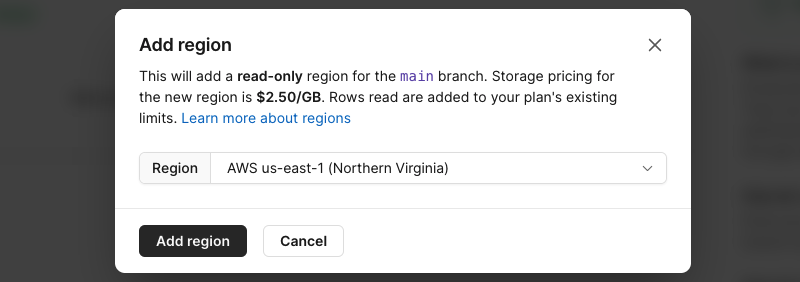 Add region
This will add a read-only region for the main branch. Storage pricing for
the new region is $2.50/GB. Rows read are added to your plan's existing
limits. Learn more about regions
Region AWS us-east-1 (Northern Virginia)
Add region Cancel